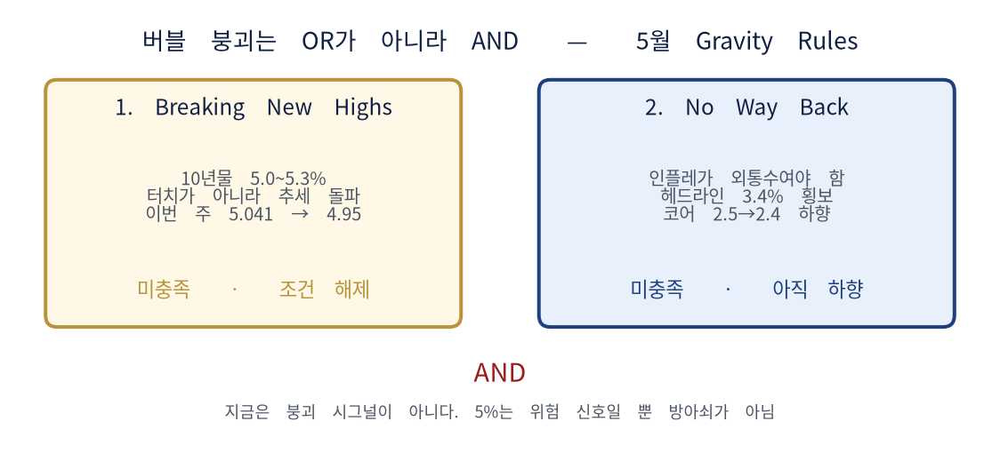 버블 붕괴는 OR가 아니라 AND — 5월 Gravity Rules
1. Breaking New Highs
10년물 5.0~5.3%
터치가 아니라 추세 돌파
이번 주 5.041 → 4.95
미충족 · 조건 해제
2. No Way Back
인플레가 외통수여야 함
헤드라인 3.4% 횡보
코어 2.5→2.4 하향
미충족 · 아직 하향
AND
지금은 붕괴 시그널이 아니다. 5%는 위험 신호일 뿐 방아쇠가 아님